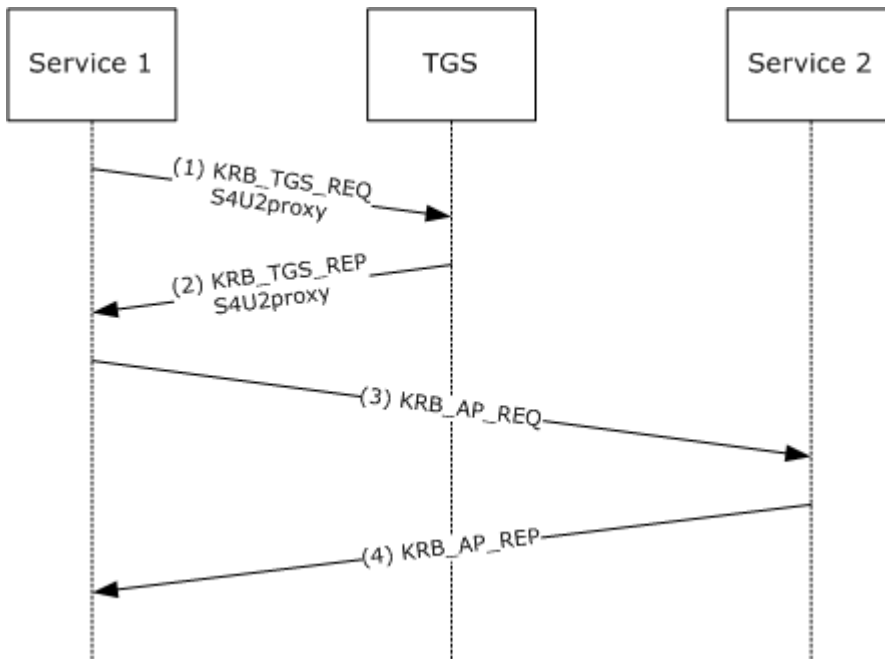 Service 1
TGS
Service 2
(1) KRB_TGS_REQ
S4U2proxy
(2) KRB_TGS_REP
S4U2proxy
(3) KRB_AP_REQ
(4) KRB_AP_REP